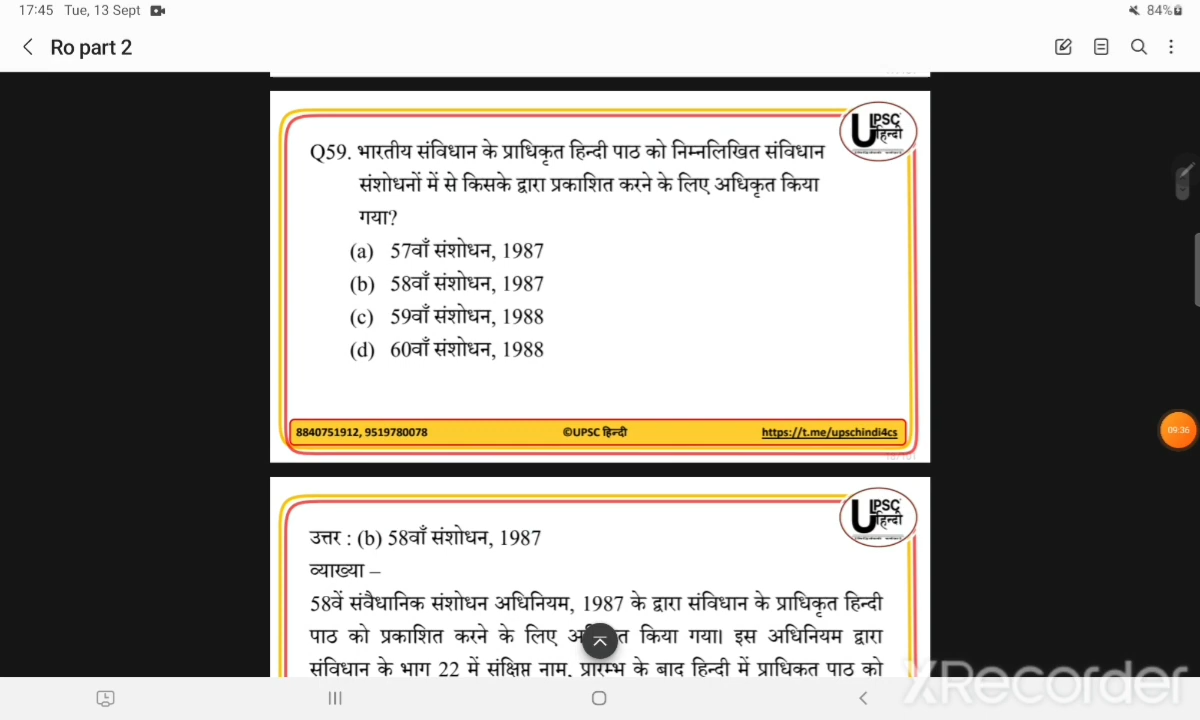 17:45 Tue, 13 Sept
84%
Ro part 2
UPSC
हिन्दी
Q59. भारतीय संविधान के प्राधिकृत हिन्दी पाठ को निम्नलिखित संविधान
संशोधनों में से किसके द्वारा प्रकाशित करने के लिए अधिकृत किया
गया?
(a) 57वाँ संशोधन, 1987
(b) 58वाँ संशोधन, 1987
(c) 59वाँ संशोधन, 1988
(d) 60वाँ संशोधन, 1988
8840751912, 9519780078 ©UPSC हिन्दी https://t.me/upschindi4cs
09:36
UPSC
हिन्दी
उत्तर : (b) 58वाँ संशोधन, 1987
व्याख्या –
58वें संवैधानिक संशोधन अधिनियम, 1987 के द्वारा संविधान के प्राधिकृत हिन्दी
पाठ को प्रकाशित करने के लिए किया गया। इस अधिनियम द्वारा
संविधान के भाग 22 में संक्षिप्त नाम, प्रारम्भ के बाद हिन्दी में प्राधिकृत पाठ को
XRecorder